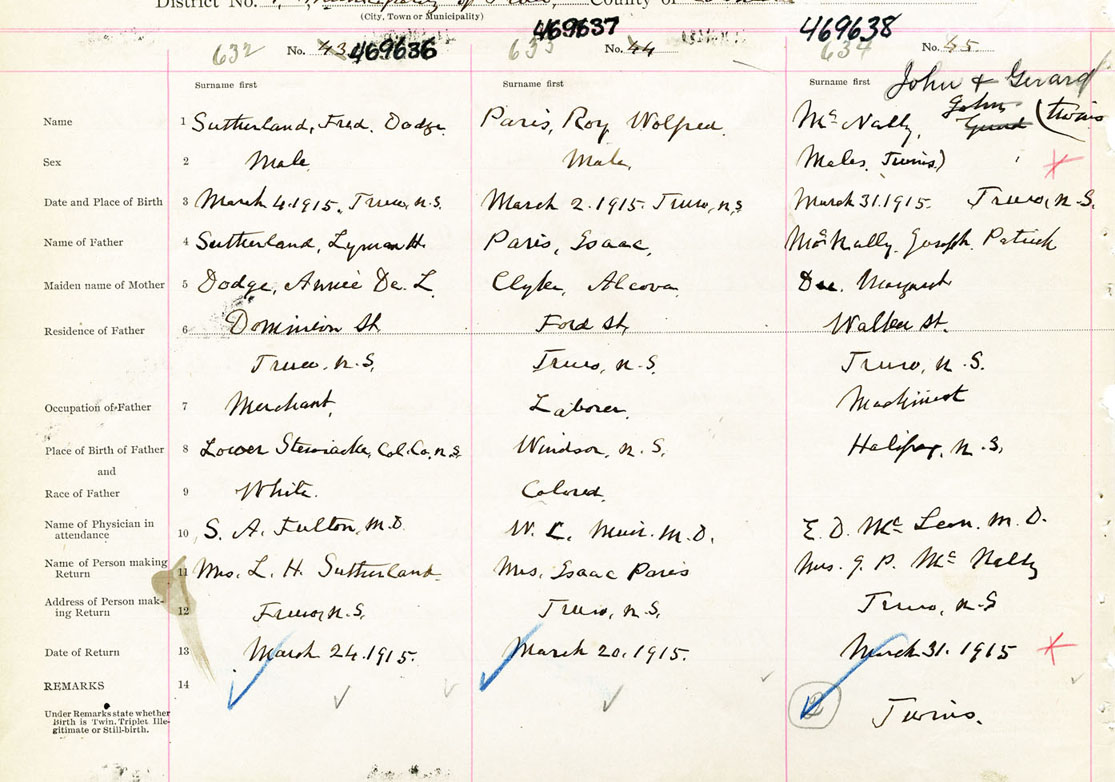 District No. Municipality of County of
(City, Town or Municipality)
469637 469638
632 No. 43 469636 633 No. 44 634 No. 45
Surname first Surname first Surname first John & Gerard
John
Name 1 Sutherland, Fred. Dodge Paris, Roy Wolfred. McNally, Gerard (twins
Sex 2 Male Male Males. Twins)
Date and Place of Birth 3 March 4. 1915. Truro, N.S. March 2. 1915. Truro, N.S March 31. 1915. Truro, N.S.
Name of Father 4 Sutherland, Lyman H. Paris, Isaac, McNally, Joseph Patrick
Maiden name of Mother 5 Dodge, Annie De L. Clyke, Alcova Margaret
Residence of Father 6 Dominion St Ford St Walker St.
Truro, N.S. Truro, N.S. Truro, N.S.
Occupation of Father 7 Merchant, Laborer, Machinist
Place of Birth of Father 8 Lower Stewiacke, Col. Co. N.S. Windsor, N.S. Halifax, N.S.
and
Race of Father 9 White. Colored.
Name of Physician in
attendance 10 S. A. Fulton, M.D. W. L. Muir. M.D. E. D. McLean. M.D.
Name of Person making
Return 11 Mrs. L. H. Sutherland. Mrs. Isaac Paris Mrs. J. P. McNally
Address of Person mak-
ing Return 12 Truro, N.S. Truro, N.S. Truro, N.S
Date of Return 13 March 24. 1915. March 20. 1915. March 31. 1915
REMARKS 14
Under Remarks state whether
Birth is Twin, Triplet Ille-
gitimate or Still-birth. 2 Twins.